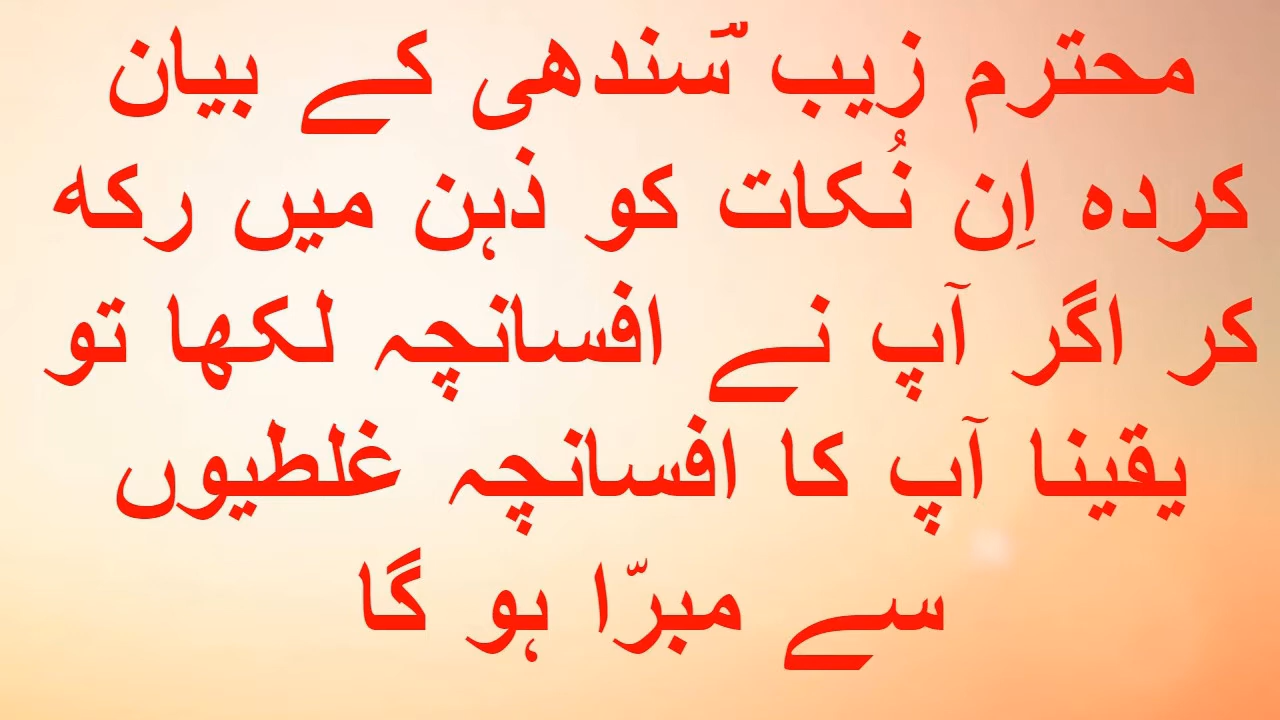 محترم زیب سّندھی کے بیان
کردہ اِن نُکات کو ذہن میں رکھ
کر اگر آپ نے افسانچہ لکھا تو
یقینا آپ کا افسانچہ غلطیوں
سے مبرّا ہو گا